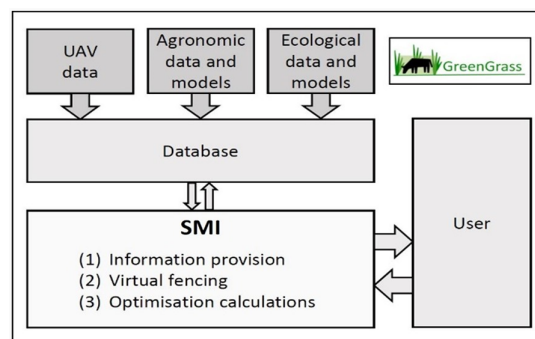 UAV
data
Agronomic
data and
models
Ecological
data and
models
GreenGrass
Database
SMI
(1) Information provision
(2) Virtual fencing
(3) Optimisation calculations
User